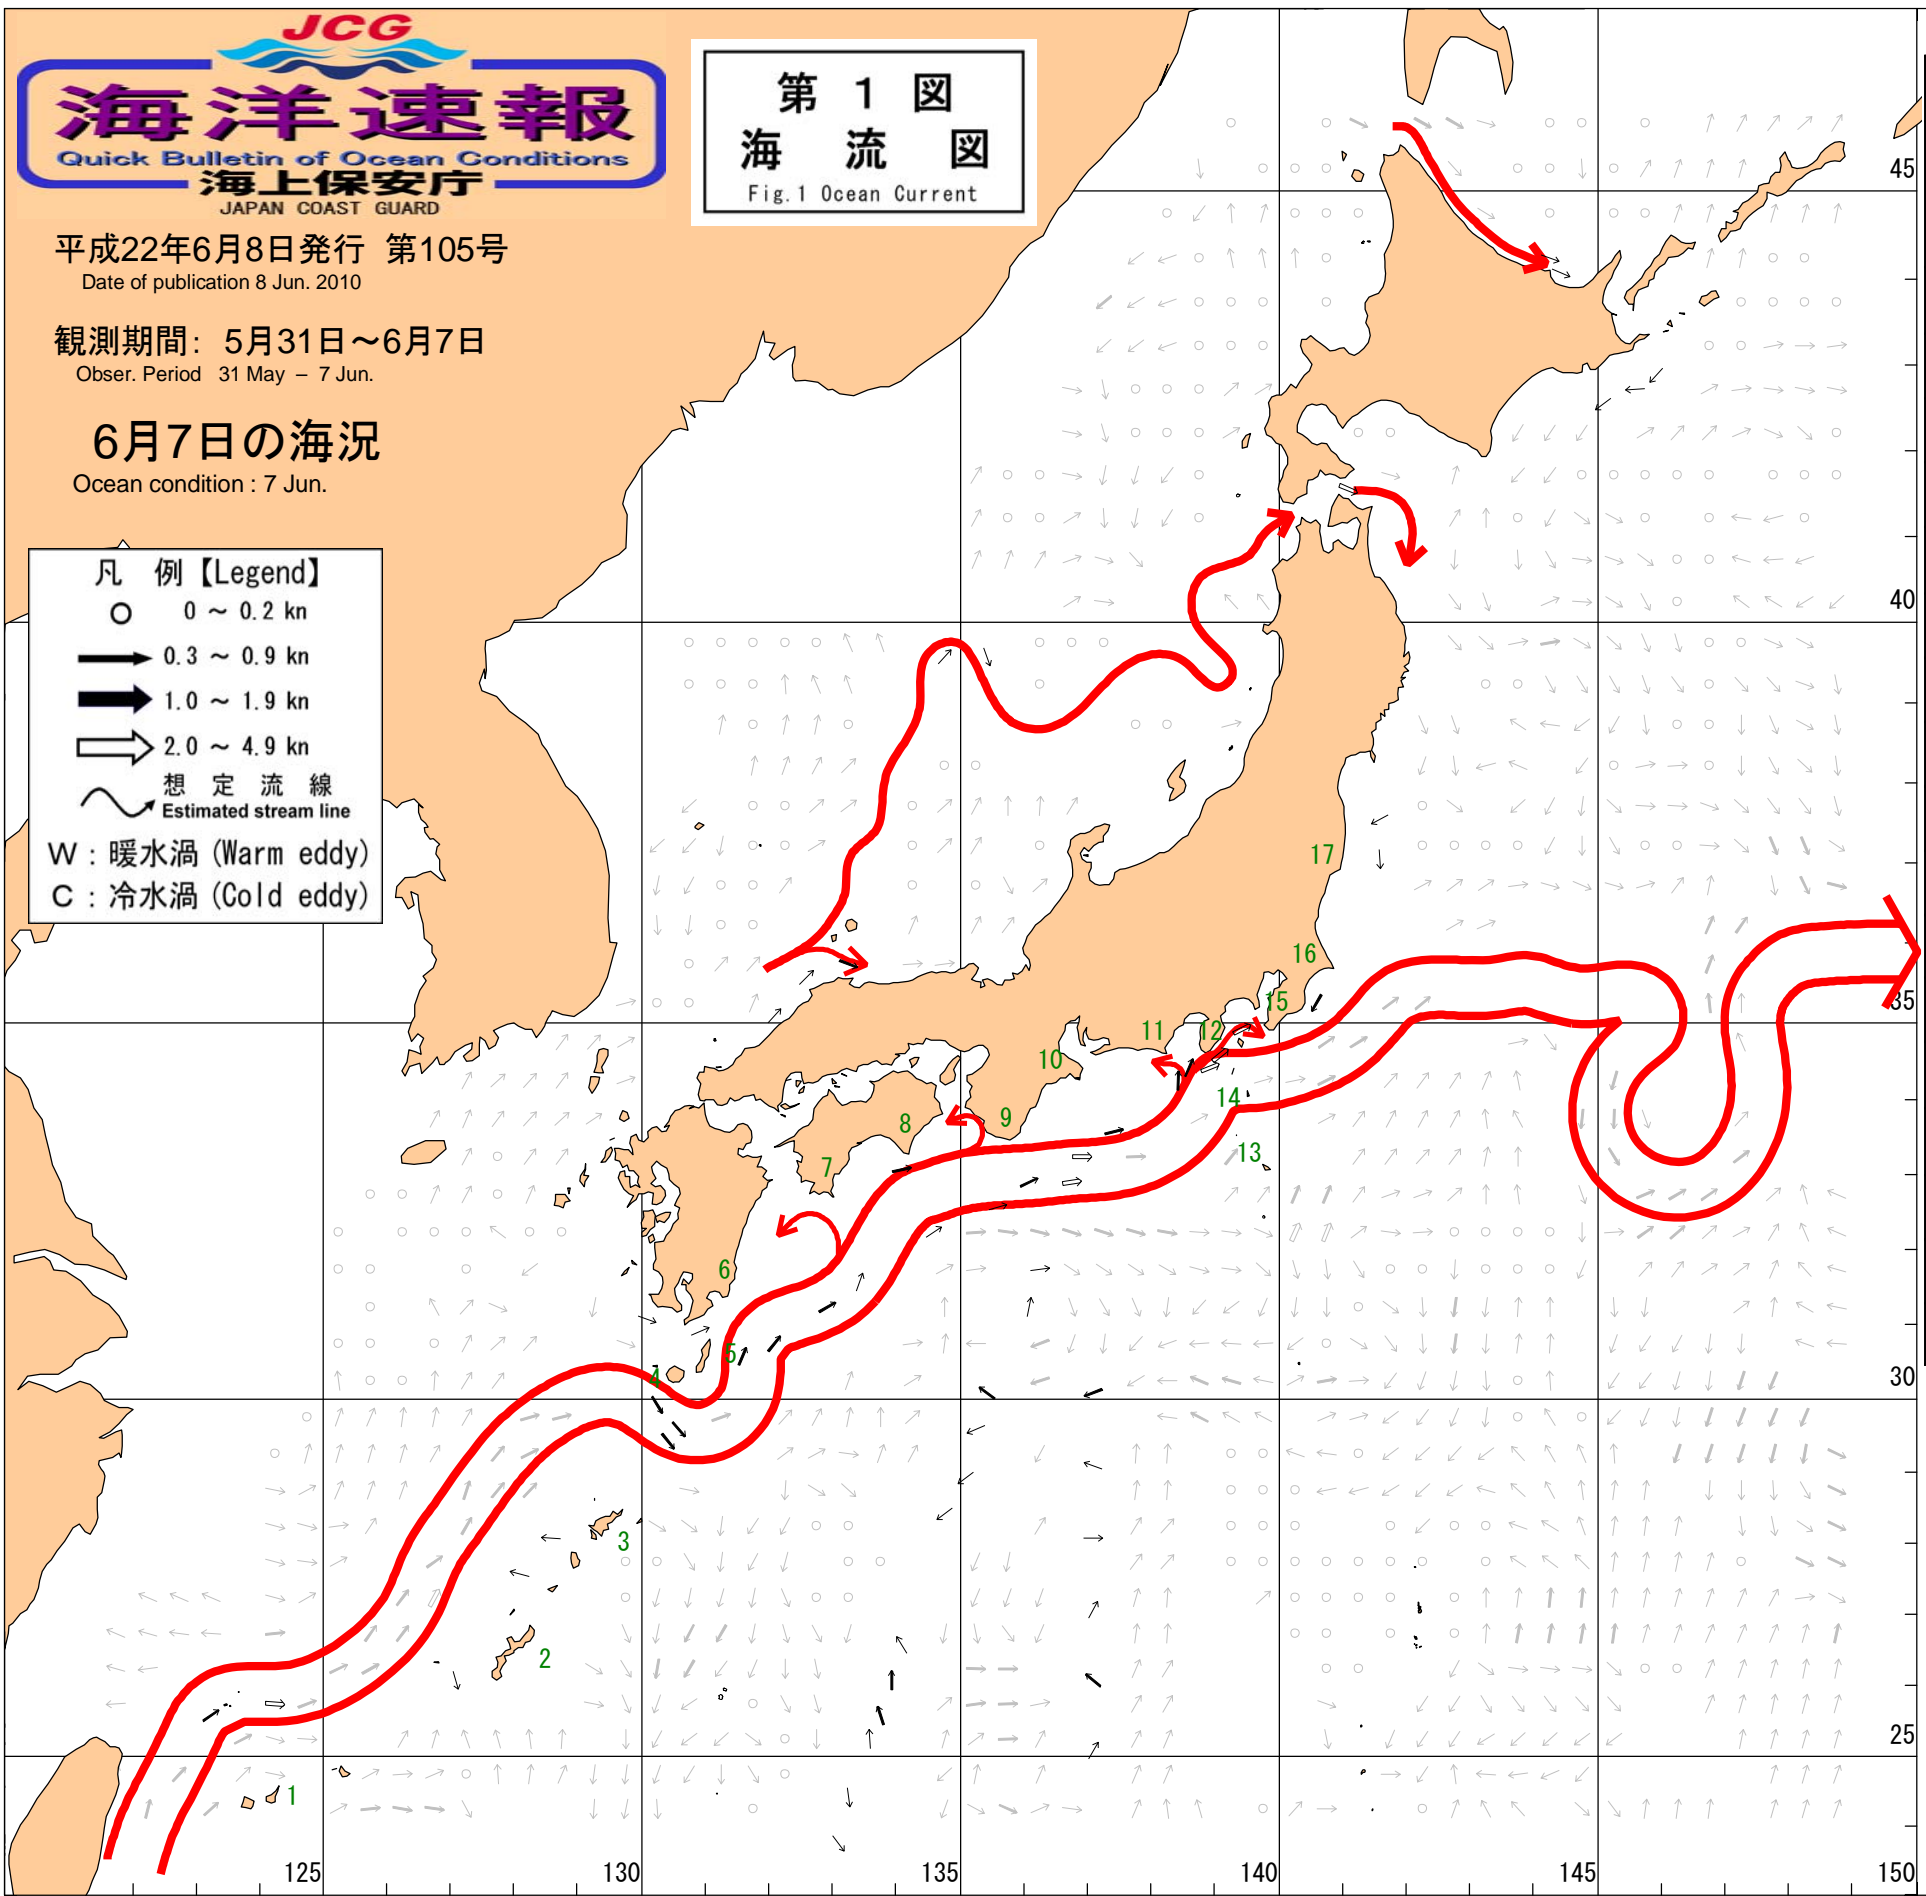 JCG
海洋速報
Quick Bulletin of Ocean Conditions
海上保安庁
JAPAN COAST GUARD
第 1 図
海 流 図
Fig.1 Ocean Current
平成22年6月8日発行 第105号
Date of publication 8 Jun. 2010
観測期間: 5月31日～6月7日
Obser. Period 31 May – 7 Jun.
6月7日の海況
Ocean condition : 7 Jun.
凡 例【Legend】
0 ～ 0.2 kn
0.3 ～ 0.9 kn
1.0 ～ 1.9 kn
2.0 ～ 4.9 kn
想 定 流 線
Estimated stream line
W : 暖水渦 (Warm eddy)
C : 冷水渦 (Cold eddy)
45
40
35
30
25
17
16
15
12
11
10
14
9
8
13
7
6
5
4
3
2
1
125
130
135
140
145
150